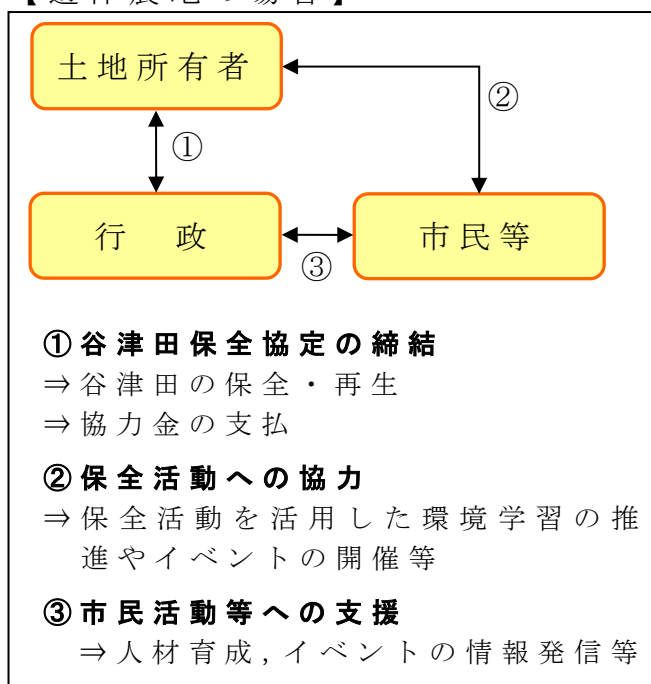 土地所有者
②
①
行　政
市民等
③
①谷津田保全協定の締結
⇒谷津田の保全・再生
⇒協力金の支払
②保全活動への協力
⇒保全活動を活用した環境学習の推
進やイベントの開催等
③市民活動等への支援
⇒人材育成,イベントの情報発信等